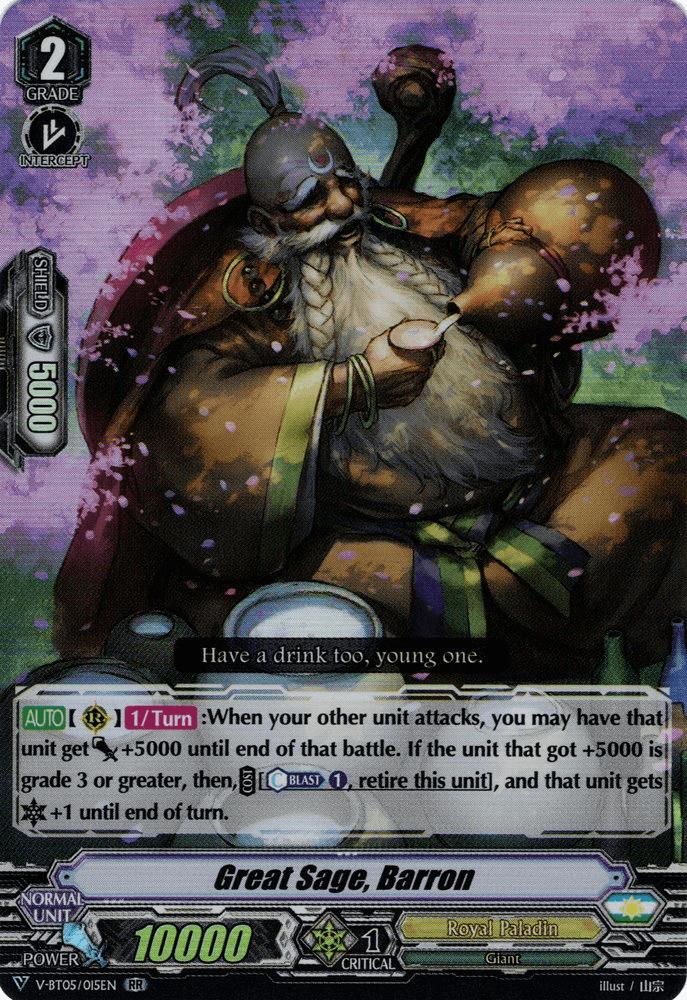 2
GRADE
INTERCEPT
SHIELD
5000
Have a drink too, young one.
AUTO【 R 】1/Turn :When your other unit attacks, you may have that
unit get +5000 until end of that battle. If the unit that got +5000 is
grade 3 or greater, then, COST [C BLAST 1, retire this unit], and that unit gets
+1 until end of turn.
Great Sage, Barron
NORMAL
UNIT
POWER
10000
1
CRITICAL
Royal Paladin
Giant
V-BT05/015EN RR
illust / 山宗